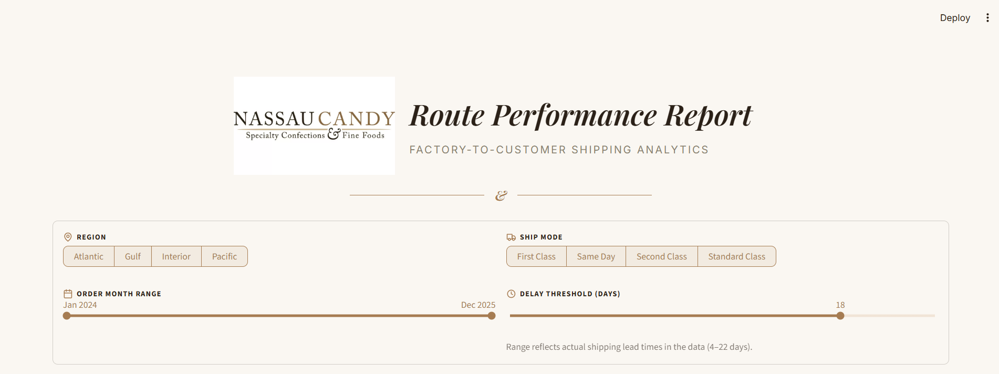 Deploy
NASSAU CANDY
Specialty Confections & Fine Foods
Route Performance Report
FACTORY-TO-CUSTOMER SHIPPING ANALYTICS
&
REGION
Atlantic Gulf Interior Pacific
SHIP MODE
First Class Same Day Second Class Standard Class
ORDER MONTH RANGE
Jan 2024 Dec 2025
DELAY THRESHOLD (DAYS)
18
Range reflects actual shipping lead times in the data (4–22 days).